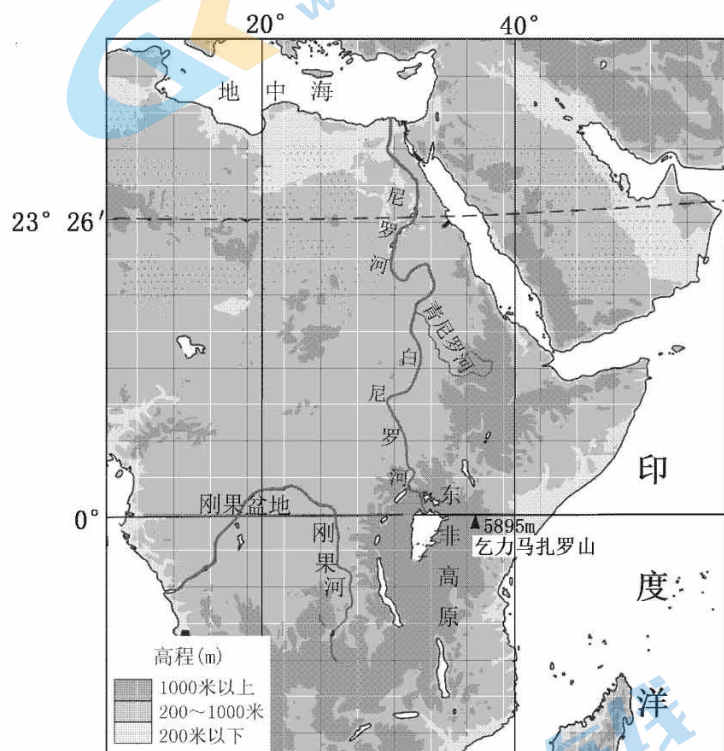 20°
40°
地中海
23° 26′
尼罗河
青尼罗河
白尼罗河
刚果盆地
0°
刚果河
东非高原
5895m
乞力马扎罗山
印度洋
高程(m)
1000米以上
200～1000米
200米以下